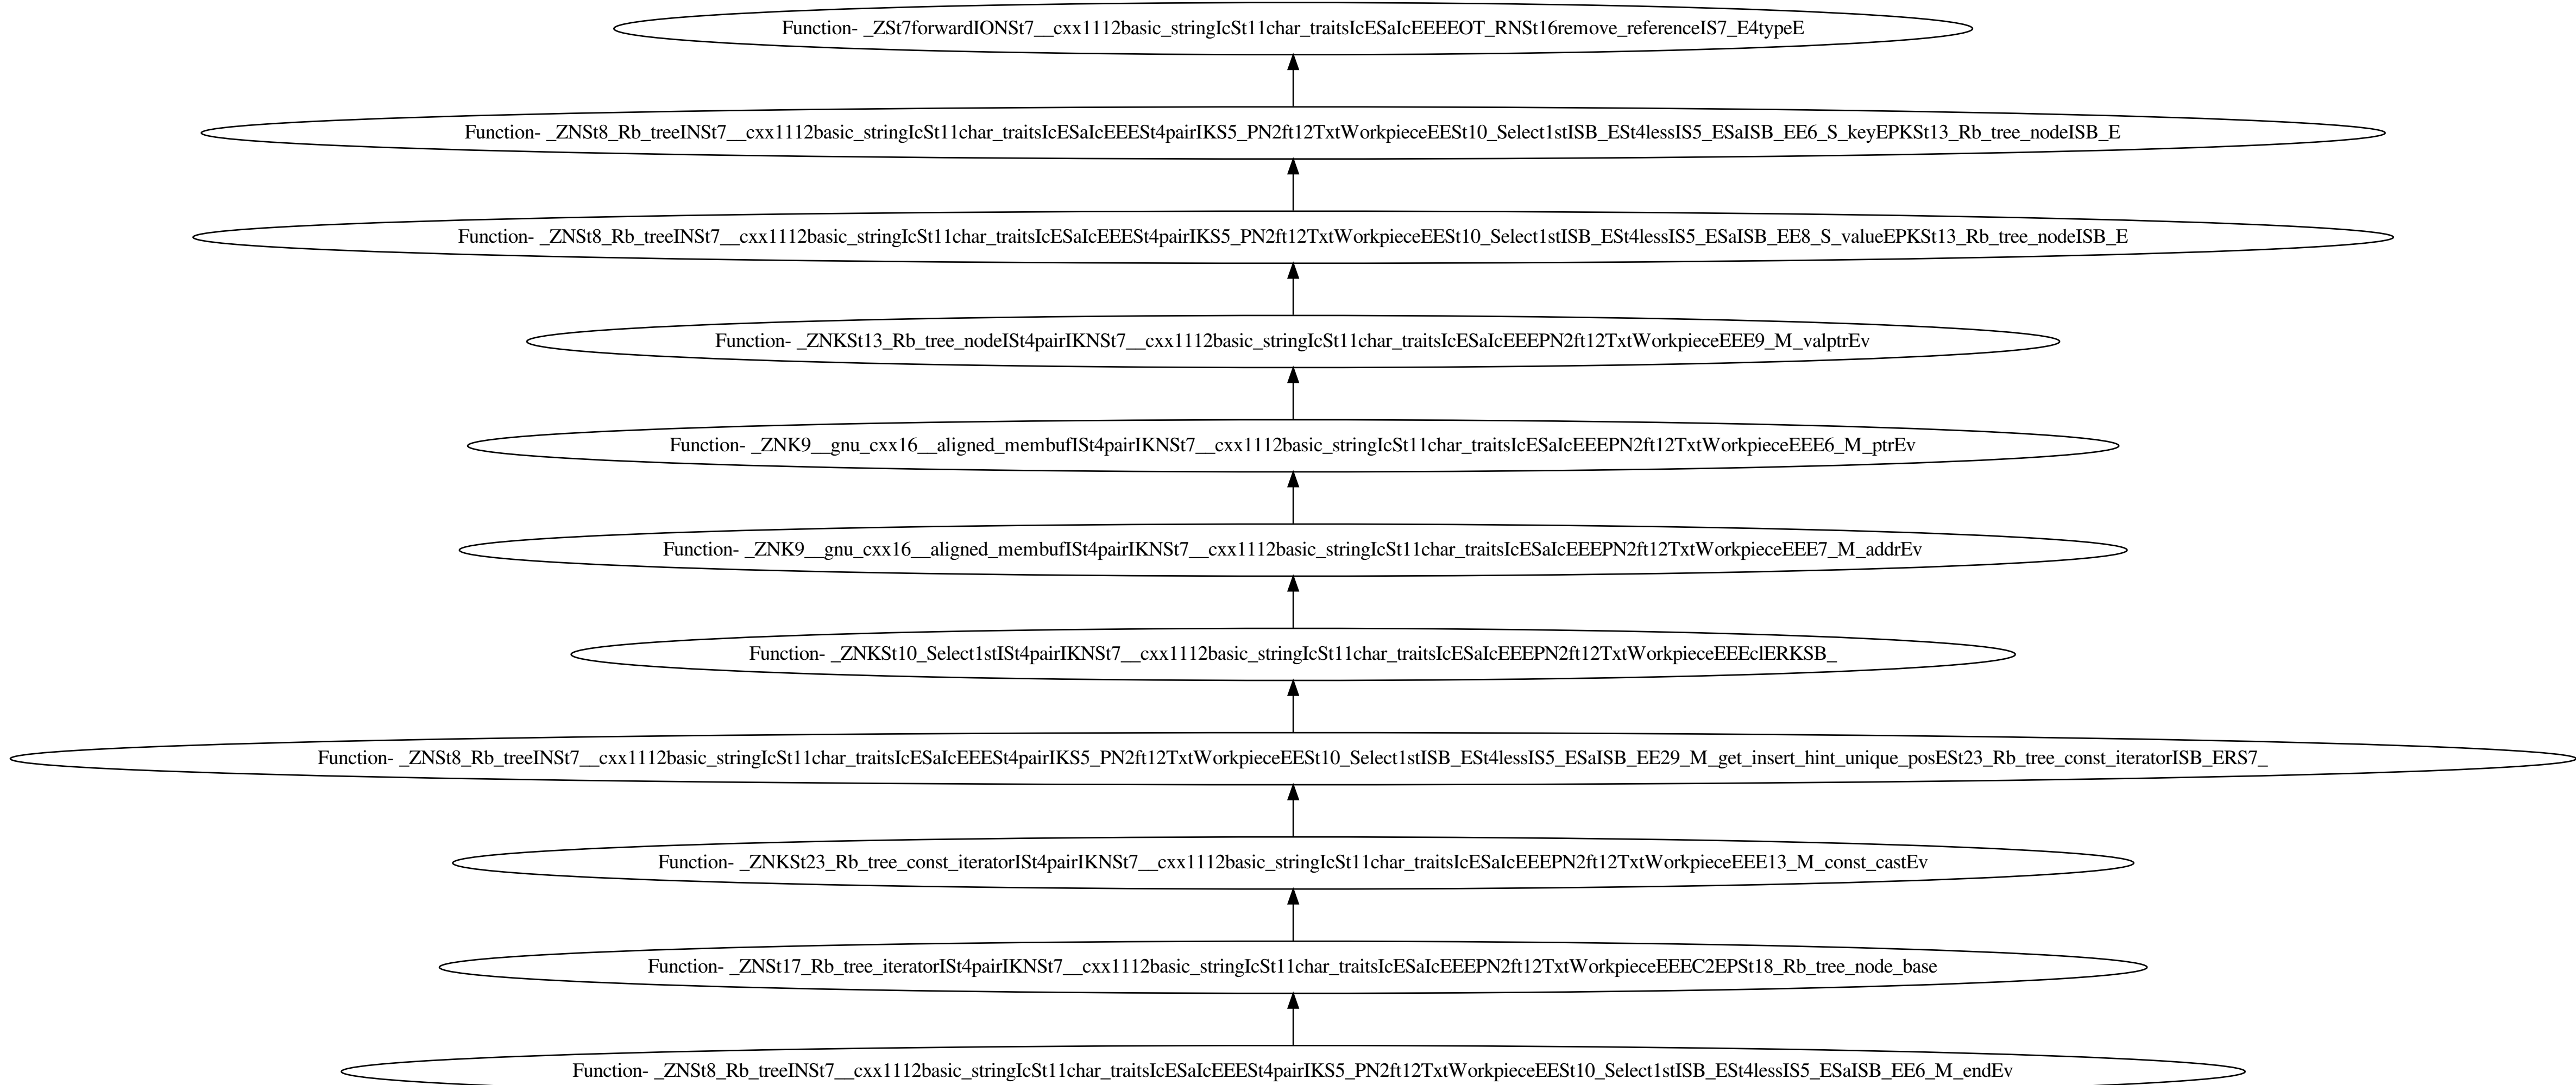 Function- _ZSt7forwardIONSt7__cxx1112basic_stringIcSt11char_traitsIcESaIcEEEEOT_RNSt16remove_referenceIS7_E4typeE
Function- _ZNSt8_Rb_treeINSt7__cxx1112basic_stringIcSt11char_traitsIcESaIcEEESt4pairIKS5_PN2ft12TxtWorkpieceEESt10_Select1stISB_ESt4lessIS5_ESaISB_EE6_S_keyEPKSt13_Rb_tree_nodeISB_E
Function- _ZNSt8_Rb_treeINSt7__cxx1112basic_stringIcSt11char_traitsIcESaIcEEESt4pairIKS5_PN2ft12TxtWorkpieceEESt10_Select1stISB_ESt4lessIS5_ESaISB_EE8_S_valueEPKSt13_Rb_tree_nodeISB_E
Function- _ZNKSt13_Rb_tree_nodeISt4pairIKNSt7__cxx1112basic_stringIcSt11char_traitsIcESaIcEEEPN2ft12TxtWorkpieceEEE9_M_valptrEv
Function- _ZNK9__gnu_cxx16__aligned_membufISt4pairIKNSt7__cxx1112basic_stringIcSt11char_traitsIcESaIcEEEPN2ft12TxtWorkpieceEEE6_M_ptrEv
Function- _ZNK9__gnu_cxx16__aligned_membufISt4pairIKNSt7__cxx1112basic_stringIcSt11char_traitsIcESaIcEEEPN2ft12TxtWorkpieceEEE7_M_addrEv
Function- _ZNKSt10_Select1stISt4pairIKNSt7__cxx1112basic_stringIcSt11char_traitsIcESaIcEEEPN2ft12TxtWorkpieceEEEclERKSB_
Function- _ZNSt8_Rb_treeINSt7__cxx1112basic_stringIcSt11char_traitsIcESaIcEEESt4pairIKS5_PN2ft12TxtWorkpieceEESt10_Select1stISB_ESt4lessIS5_ESaISB_EE29_M_get_insert_hint_unique_posESt23_Rb_tree_const_iteratorISB_ERS7_
Function- _ZNKSt23_Rb_tree_const_iteratorISt4pairIKNSt7__cxx1112basic_stringIcSt11char_traitsIcESaIcEEEPN2ft12TxtWorkpieceEEE13_M_const_castEv
Function- _ZNSt17_Rb_tree_iteratorISt4pairIKNSt7__cxx1112basic_stringIcSt11char_traitsIcESaIcEEEPN2ft12TxtWorkpieceEEEC2EPSt18_Rb_tree_node_base
Function- _ZNSt8_Rb_treeINSt7__cxx1112basic_stringIcSt11char_traitsIcESaIcEEESt4pairIKS5_PN2ft12TxtWorkpieceEESt10_Select1stISB_ESt4lessIS5_ESaISB_EE6_M_endEv